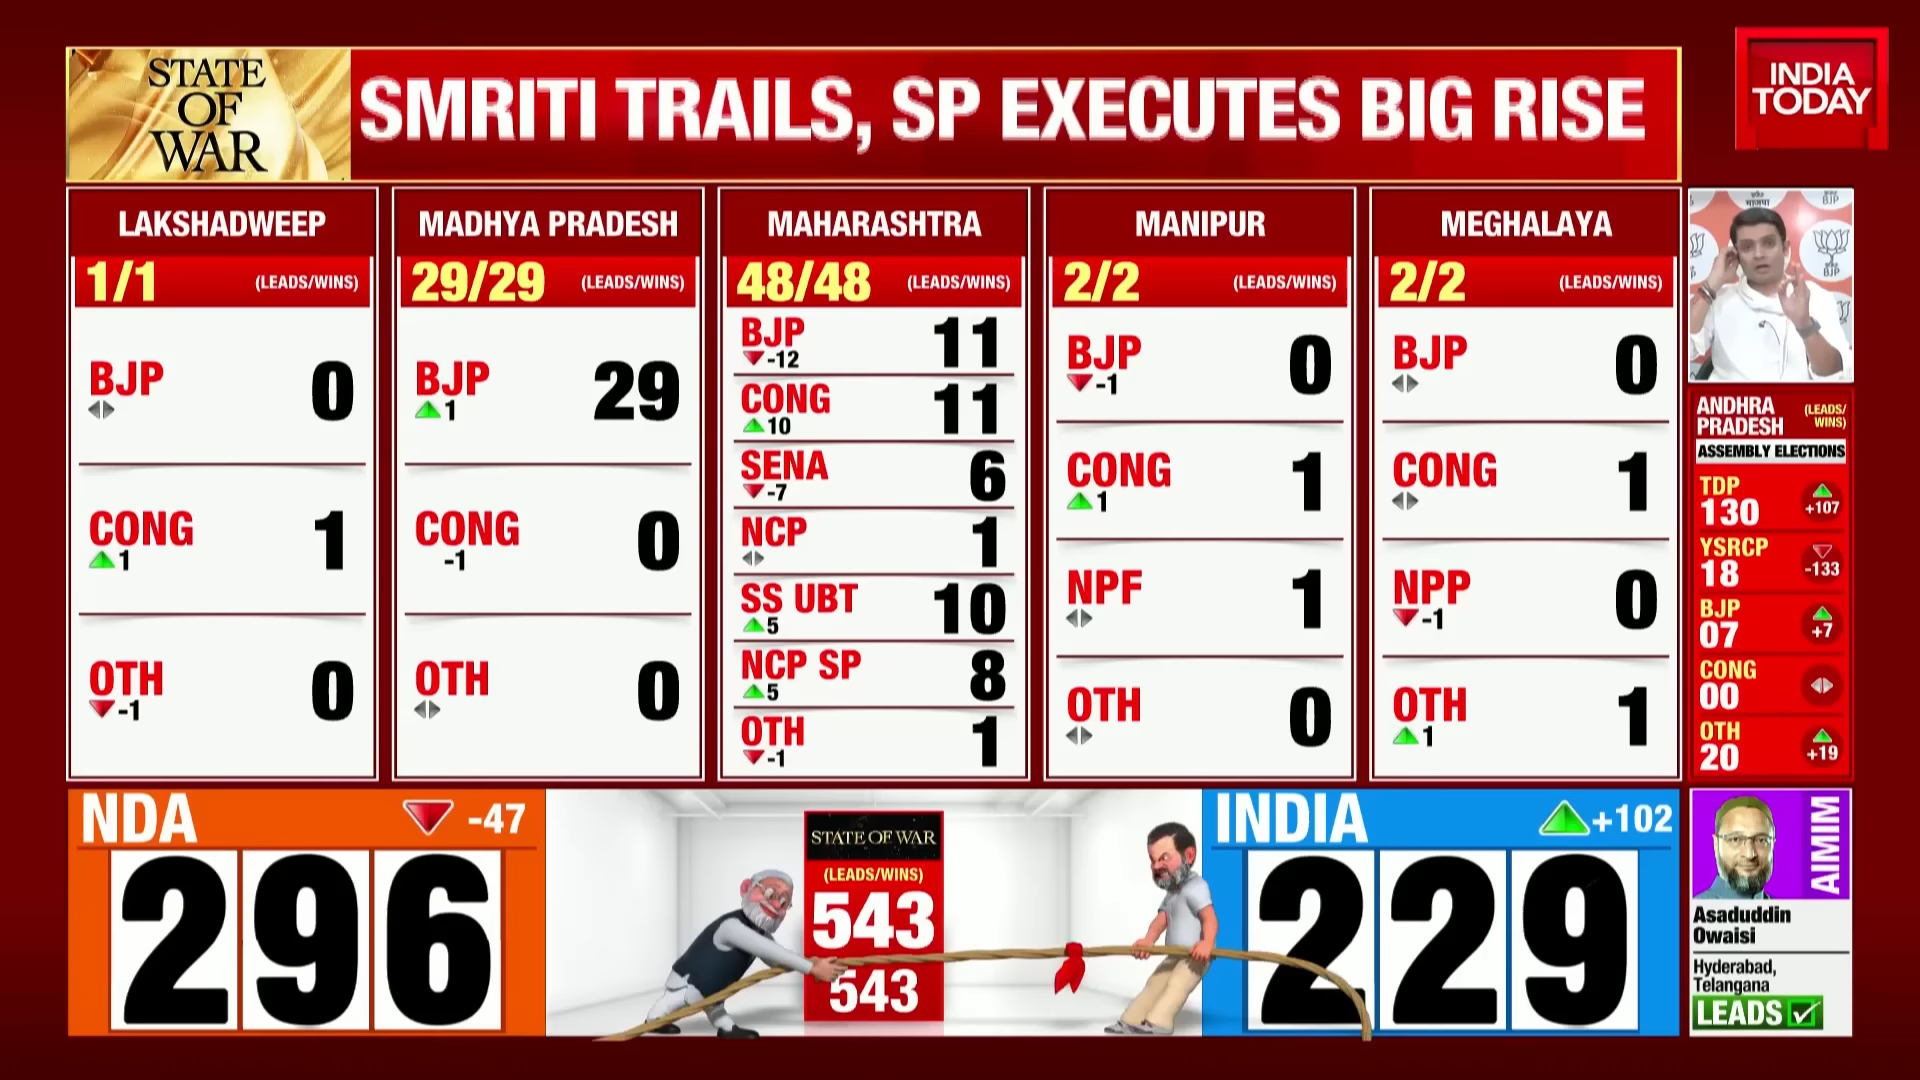 STATE
OF
WAR
SMRITI TRAILS, SP EXECUTES BIG RISE
INDIA
TODAY
LAKSHADWEEP
1/1 (LEADS/WINS)
BJP 0
CONG 1
1
OTH 0
-1
MADHYA PRADESH
29/29 (LEADS/WINS)
BJP 29
1
CONG 0
-1
OTH 0
MAHARASHTRA
48/48 (LEADS/WINS)
BJP 11
-12
CONG 11
10
SENA 6
-7
NCP 1
SS UBT 10
5
NCP SP 8
5
OTH 1
-1
MANIPUR
2/2 (LEADS/WINS)
BJP 0
-1
CONG 1
1
NPF 1
OTH 0
MEGHALAYA
2/2 (LEADS/WINS)
BJP 0
CONG 1
NPP 0
-1
OTH 1
1
भाजपा
BJP
BJP
ANDHRA
PRADESH
(LEADS/
WINS)
ASSEMBLY ELECTIONS
TDP
130 +107
YSRCP
18 -133
BJP
07 +7
CONG
00
OTH
20 +19
NDA -47
296
STATE OF WAR
(LEADS/WINS)
543
543
INDIA +102
229
AIMIM
Asaduddin
Owaisi
Hyderabad,
Telangana
LEADS